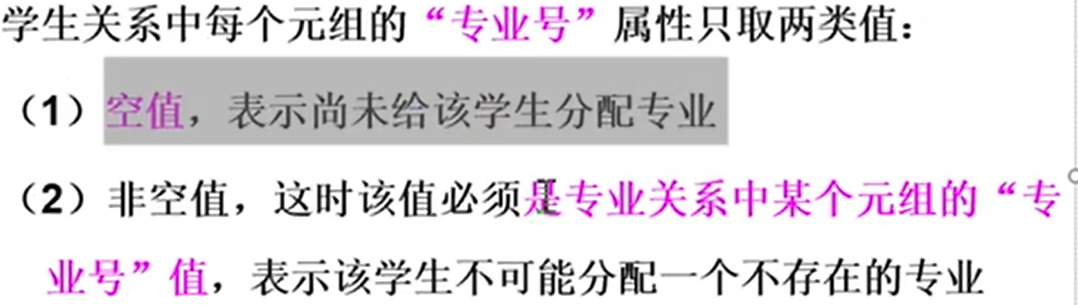 学生关系中每个元组的“专业号”属性只取两类值：
（1）空值，表示尚未给该学生分配专业
（2）非空值，这时该值必须是专业关系中某个元组的“专
业号”值，表示该学生不可能分配一个不存在的专业